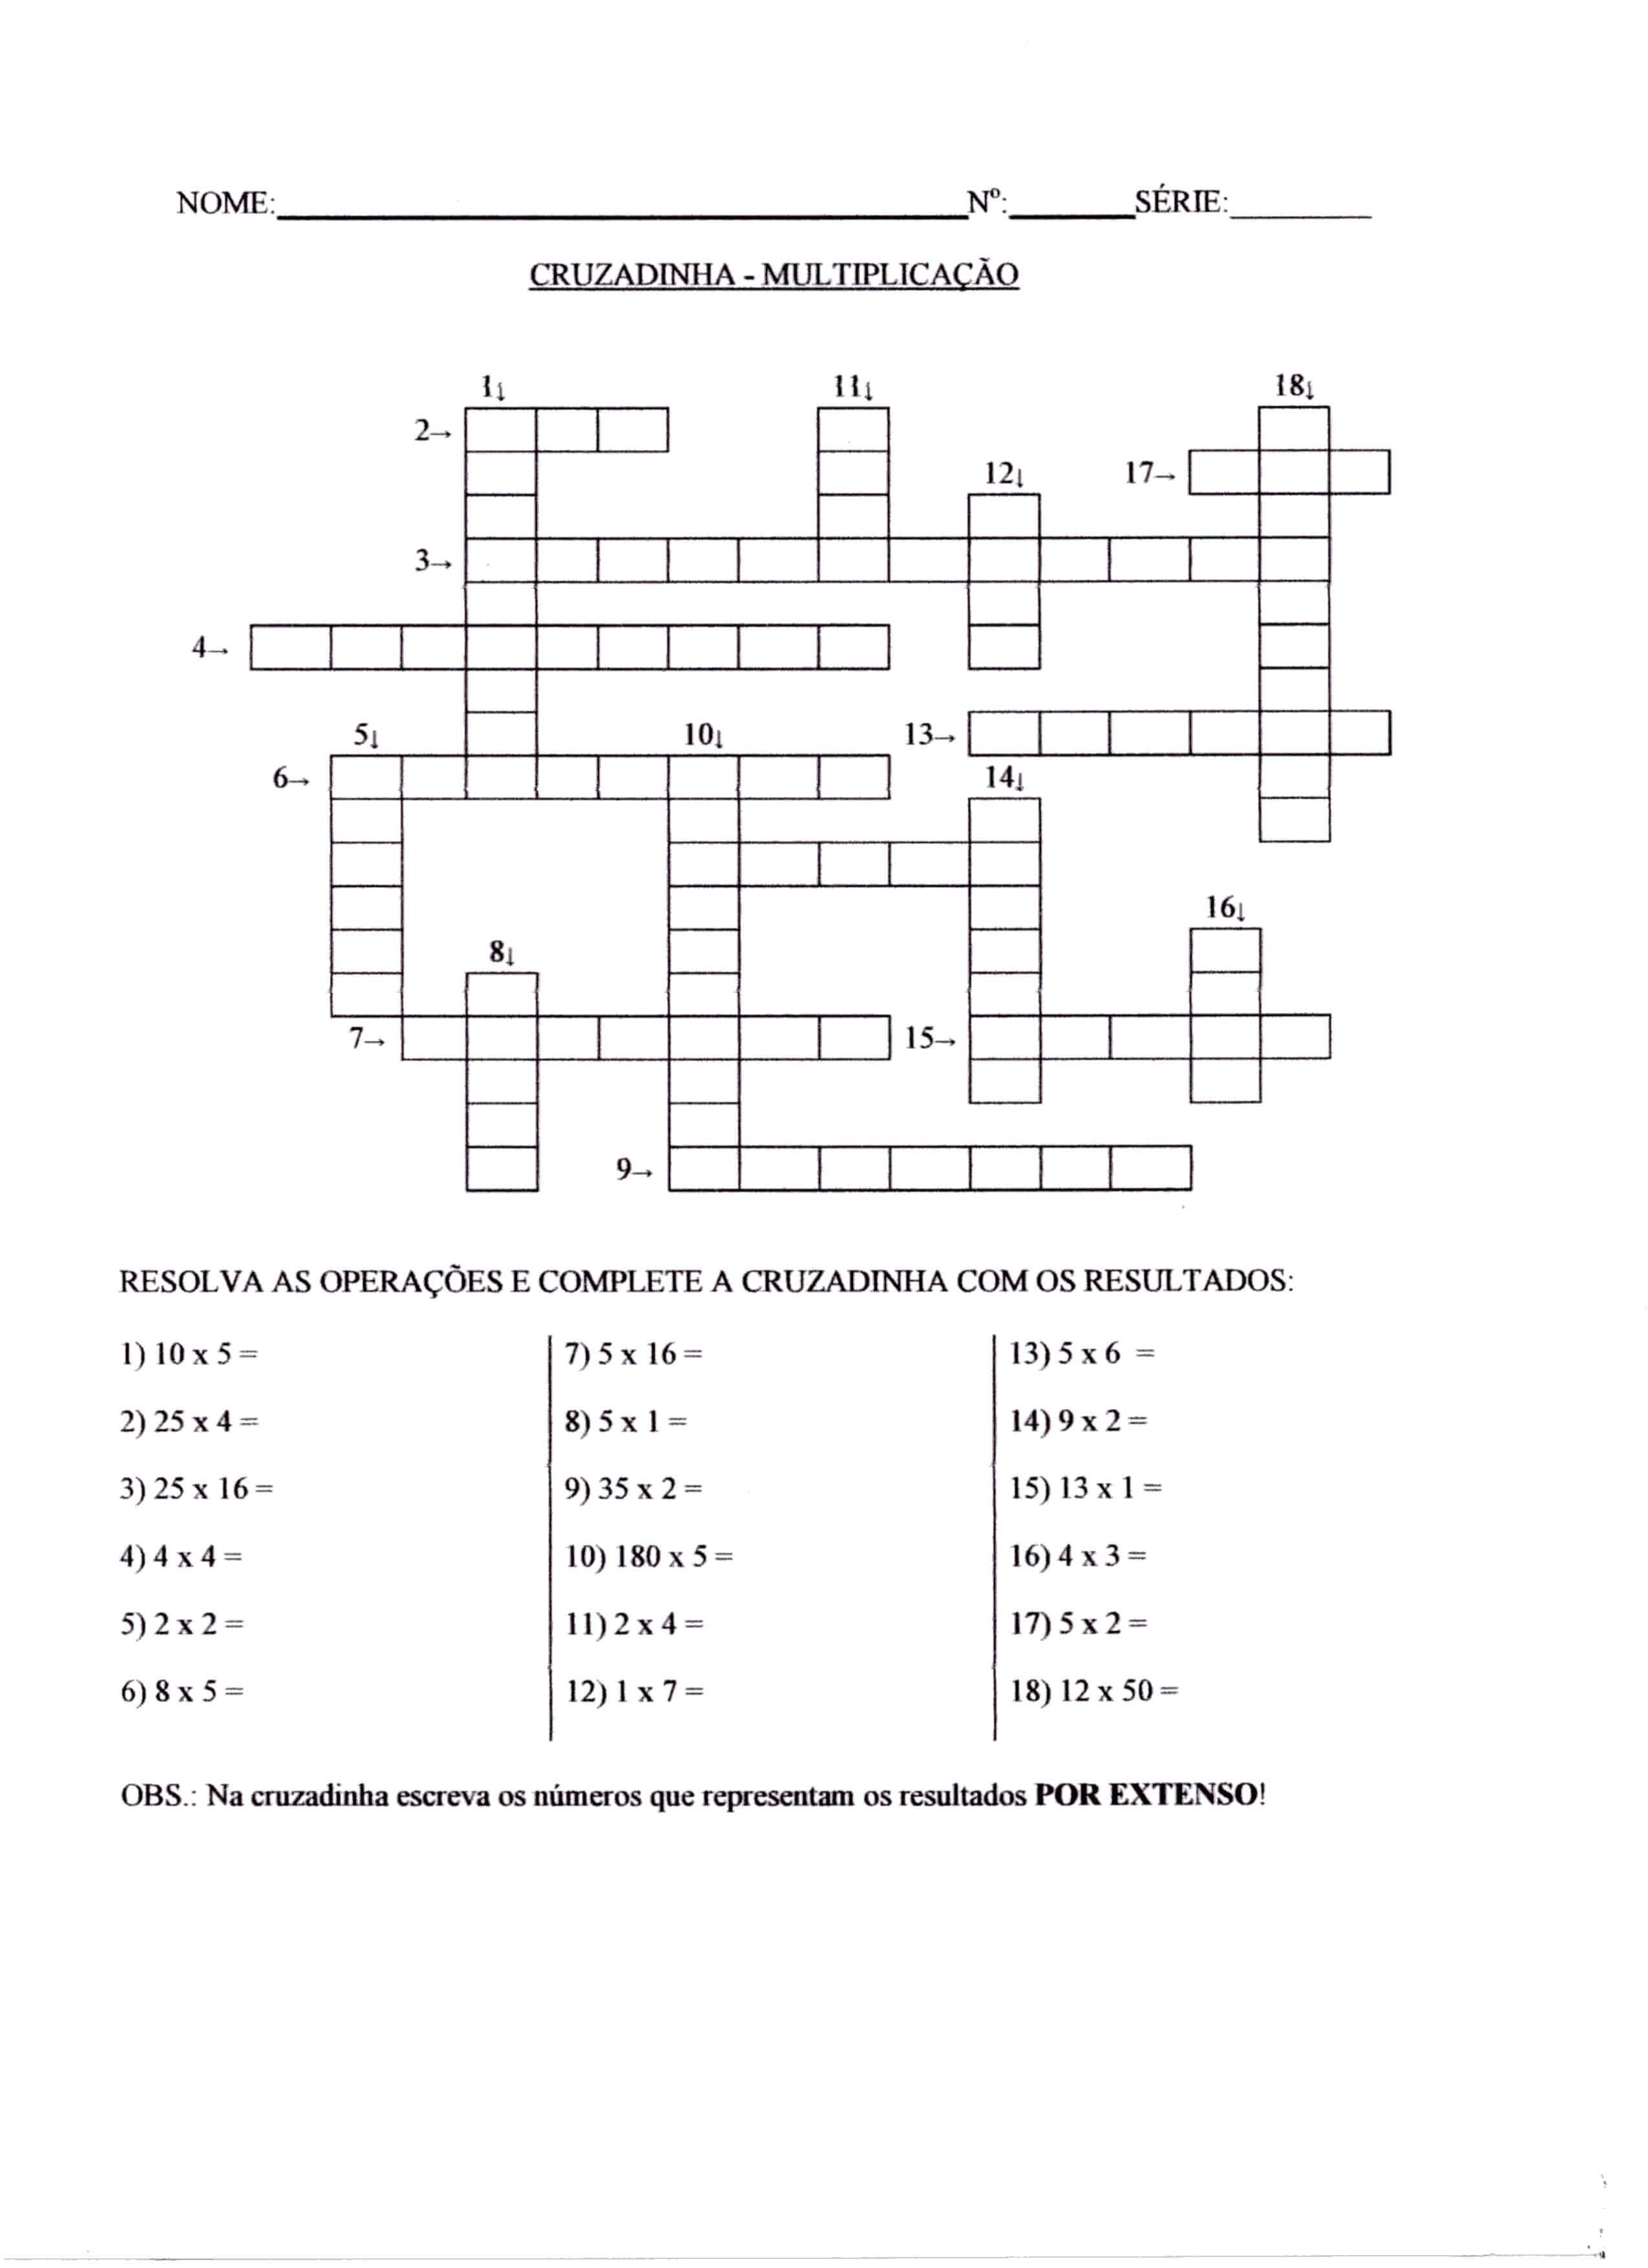 NOME:_____________________________________Nº:_______SÉRIE:________
CRUZADINHA - MULTIPLICAÇÃO
1↓ 11↓ 18↓
2→
12↓ 17→
3→
4→
5↓ 10↓ 13→
6→ 14↓
16↓
8↓
7→ 15→
9→
RESOLVA AS OPERAÇÕES E COMPLETE A CRUZADINHA COM OS RESULTADOS:
1) 10 x 5 =
2) 25 x 4 =
3) 25 x 16 =
4) 4 x 4 =
5) 2 x 2 =
6) 8 x 5 =
7) 5 x 16 =
8) 5 x 1 =
9) 35 x 2 =
10) 180 x 5 =
11) 2 x 4 =
12) 1 x 7 =
13) 5 x 6 =
14) 9 x 2 =
15) 13 x 1 =
16) 4 x 3 =
17) 5 x 2 =
18) 12 x 50 =
OBS.: Na cruzadinha escreva os números que representam os resultados POR EXTENSO!